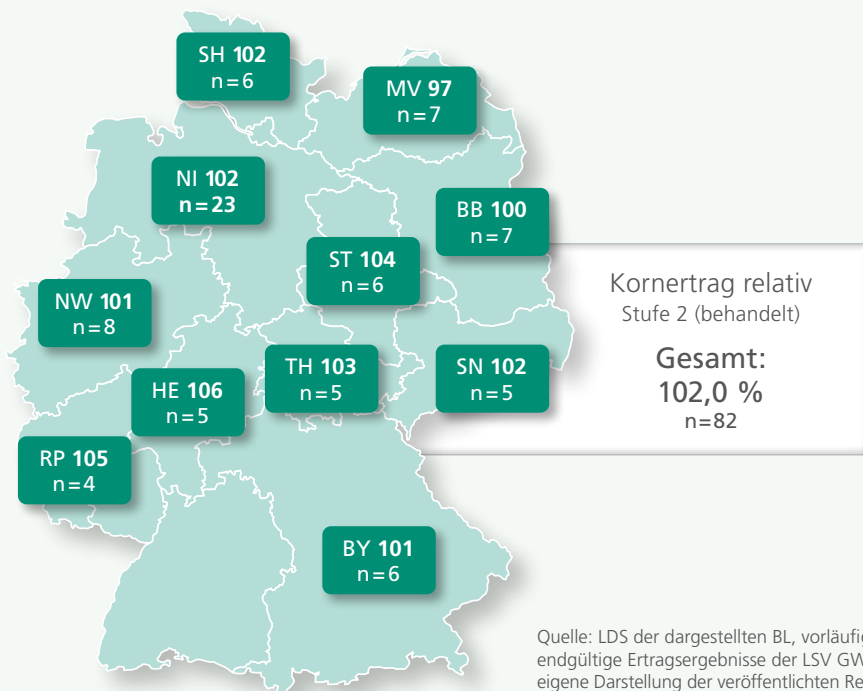 SH 102
n=6
MV 97
n=7
NI 102
n=23
BB 100
n=7
ST 104
n=6
NW 101
n=8
TH 103
n=5
SN 102
n=5
HE 106
n=5
RP 105
n=4
BY 101
n=6
Kornertrag relativ
Stufe 2 (behandelt)
Gesamt:
102,0 %
n=82
Quelle: LDS der dargestellten BL, vorläufig
endgültige Ertragsergebnisse der LSV GW
eigene Darstellung der veröffentlichten Re